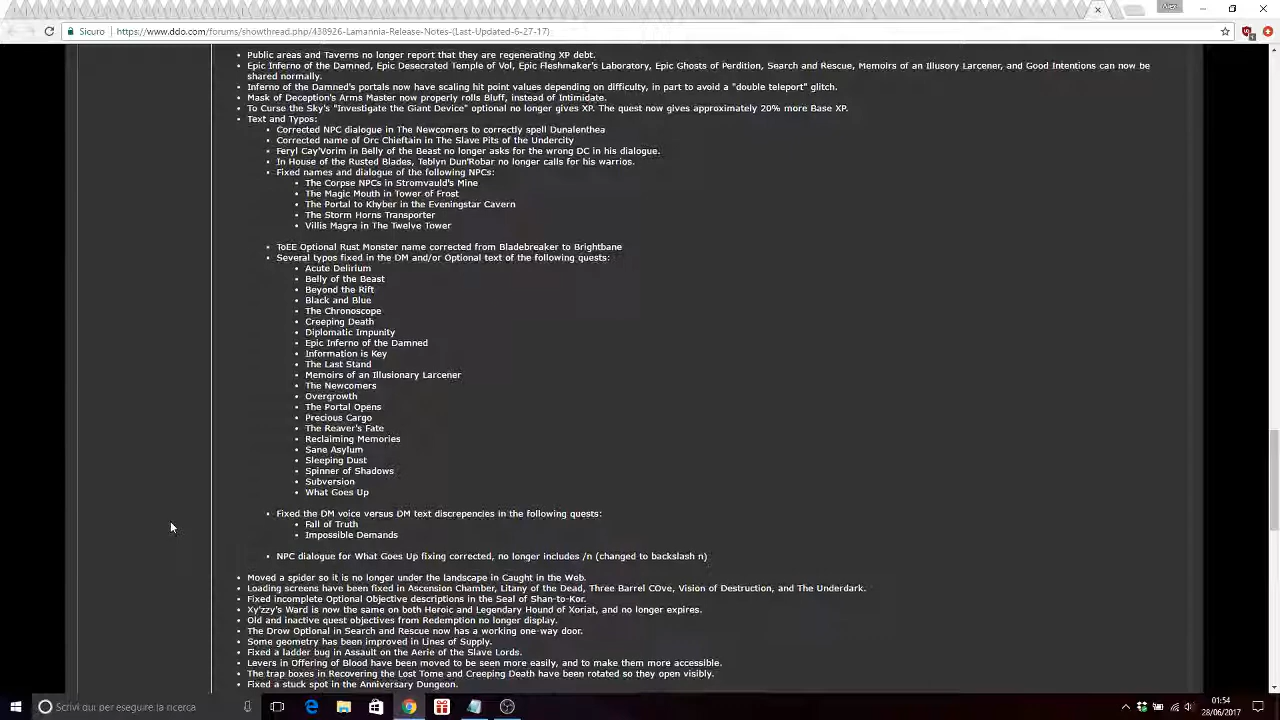 Alex
Sicuro | https://www.ddo.com/forums/showthread.php/438926-Lamannia-Release-Notes-(Last-Updated-6-27-17)
• Public areas and Taverns no longer report that they are regenerating XP debt.
• Epic Inferno of the Damned, Epic Desecrated Temple of Vol, Epic Fleshmaker's Laboratory, Epic Ghosts of Perdition, Search and Rescue, Memoirs of an Illusory Larcener, and Good Intentions can now be
shared normally.
• Inferno of the Damned's portals now have scaling hit point values depending on difficulty, in part to avoid a "double teleport" glitch.
• Mask of Deception's Arms Master now properly rolls Bluff, instead of Intimidate.
• To Curse the Sky's "Investigate the Giant Device" optional no longer gives XP. The quest now gives approximately 20% more Base XP.
• Text and Typos:
• Corrected NPC dialogue in The Newcomers to correctly spell Dunalenthea
• Corrected name of Orc Chieftain in The Slave Pits of the Undercity
• Feryl Cay'Vorim in Belly of the Beast no longer asks for the wrong DC in his dialogue.
• In House of the Rusted Blades, Teblyn Dun'Robar no longer calls for his warrios.
• Fixed names and dialogue of the following NPCs:
• The Corpse NPCs in Stromvauld's Mine
• The Magic Mouth in Tower of Frost
• The Portal to Khyber in the Eveningstar Cavern
• The Storm Horns Transporter
• Villis Magra in The Twelve Tower
• ToEE Optional Rust Monster name corrected from Bladebreaker to Brightbane
• Several typos fixed in the DM and/or Optional text of the following quests:
• Acute Delirium
• Belly of the Beast
• Beyond the Rift
• Black and Blue
• The Chronoscope
• Creeping Death
• Diplomatic Impunity
• Epic Inferno of the Damned
• Information is Key
• The Last Stand
• Memoirs of an Illusionary Larcener
• The Newcomers
• Overgrowth
• The Portal Opens
• Precious Cargo
• The Reaver's Fate
• Reclaiming Memories
• Sane Asylum
• Sleeping Dust
• Spinner of Shadows
• Subversion
• What Goes Up
• Fixed the DM voice versus DM text discrepencies in the following quests:
• Fall of Truth
• Impossible Demands
• NPC dialogue for What Goes Up fixing corrected, no longer includes /n (changed to backslash n)
• Moved a spider so it is no longer under the landscape in Caught in the Web.
• Loading screens have been fixed in Ascension Chamber, Litany of the Dead, Three Barrel COve, Vision of Destruction, and The Underdark.
• Fixed incomplete Optional Objective descriptions in the Seal of Shan-to-Kor.
• Xy'zzy's Ward is now the same on both Heroic and Legendary Hound of Xoriat, and no longer expires.
• Old and inactive quest objectives from Redemption no longer display.
• The Drow Optional in Search and Rescue now has a working one-way door.
• Some geometry has been improved in Lines of Supply.
• Fixed a ladder bug in Assault on the Aerie of the Slave Lords.
• Levers in Offering of Blood have been moved to be seen more easily, and to make them more accessible.
• The trap boxes in Recovering the Lost Tome and Creeping Death have been rotated so they open visibly.
• Fixed a stuck spot in the Anniversary Dungeon.
Scrivi qui per eseguire la ricerca
01:54
28/06/2017